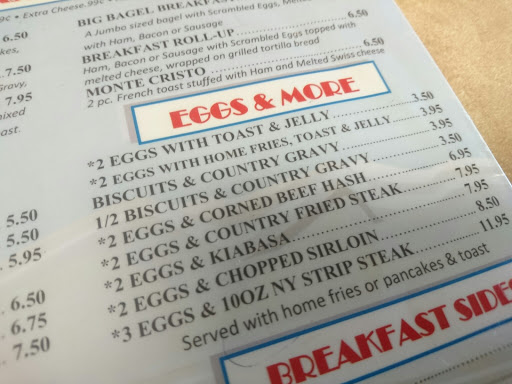 9c • Extra Cheese .99c
6.50
7.50
Gravy,
7.95
ixed
ast.
5.50
5.50
5.95
6.50
6.75
7.50
BIG BAGEL BREAKFAST
A Jumbo sized bagel with Scrambled Eggs,
with Ham, Bacon or Sausage
BREAKFAST ROLL-UP
Ham, Bacon or Sausage with Scrambled Eggs topped with
melted cheese, wrapped on grilled tortilla bread
MONTE CRISTO 6.50
2 pc. French toast stuffed with Ham and Melted Swiss cheese
EGGS & MORE
*2 EGGS WITH TOAST & JELLY 3.50
*2 EGGS WITH HOME FRIES, TOAST & JELLY 3.95
BISCUITS & COUNTRY GRAVY 3.95
1/2 BISCUITS & COUNTRY GRAVY 3.50
*2 EGGS & CORNED BEEF HASH 6.95
*2 EGGS & COUNTRY FRIED STEAK 7.95
*2 EGGS & KIABASA 7.95
*2 EGGS & CHOPPED SIRLOIN 8.50
*3 EGGS & 10OZ NY STRIP STEAK 11.95
Served with home fries or pancakes & toast
BREAKFAST SIDES